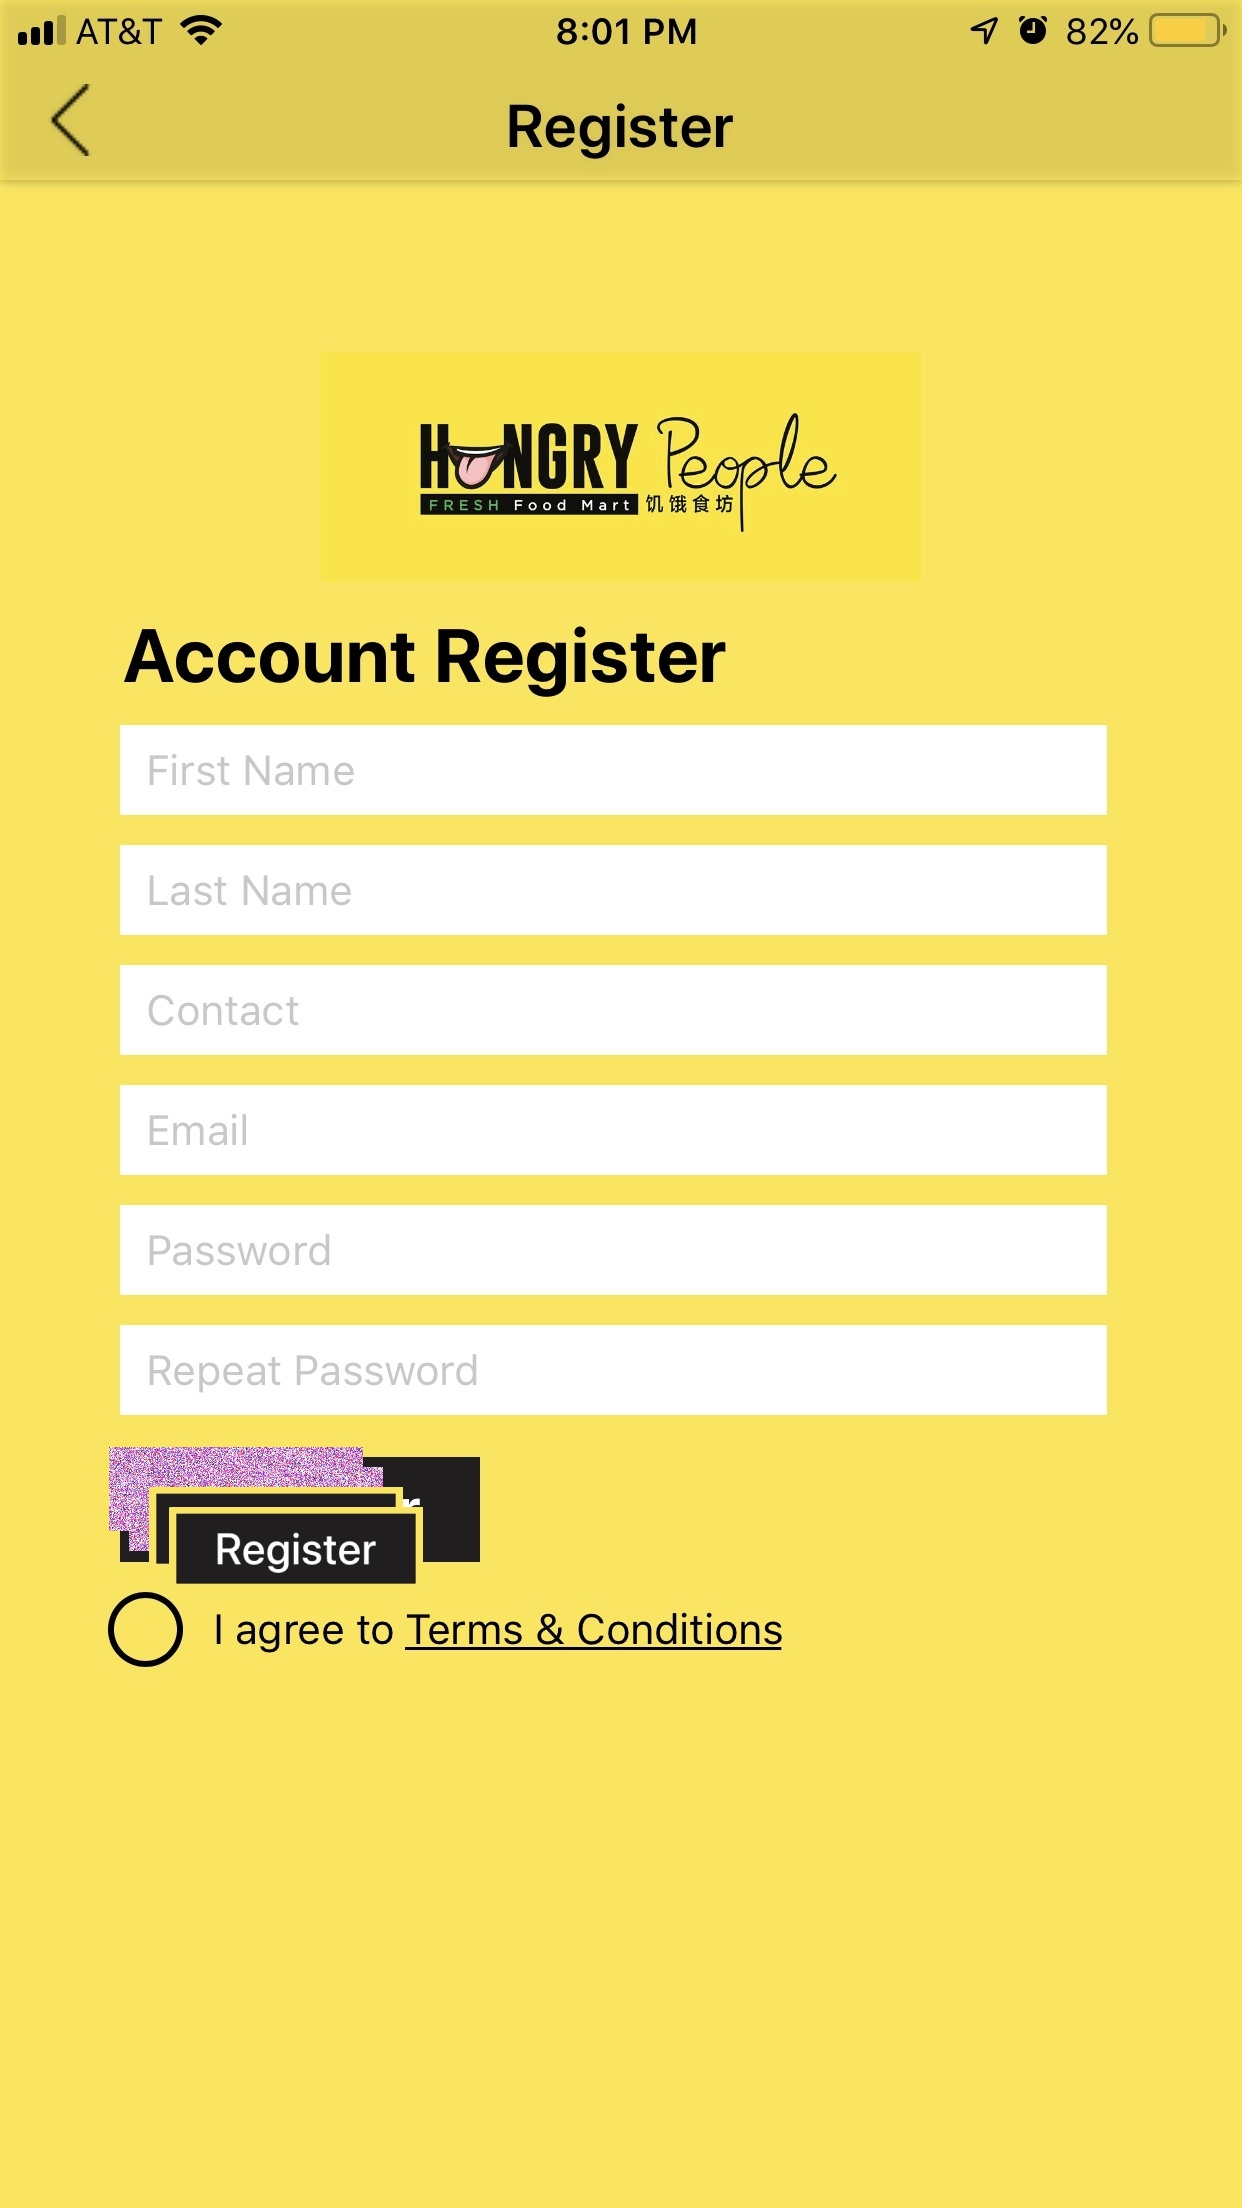 AT&T 8:01 PM 82%
Register
HUNGRY People
FRESH Food Mart 饥饿食坊
Account Register
First Name
Last Name
Contact
Email
Password
Repeat Password
Register
I agree to Terms & Conditions